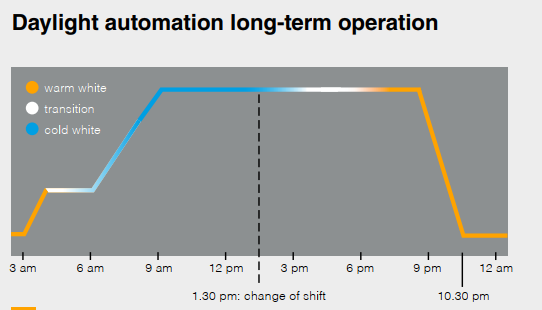 Daylight automation long-term operation
warm white
transition
cold white
3 am 6 am 9 am 12 pm 3 pm 6 pm 9 pm 12 am
1.30 pm: change of shift 10.30 pm